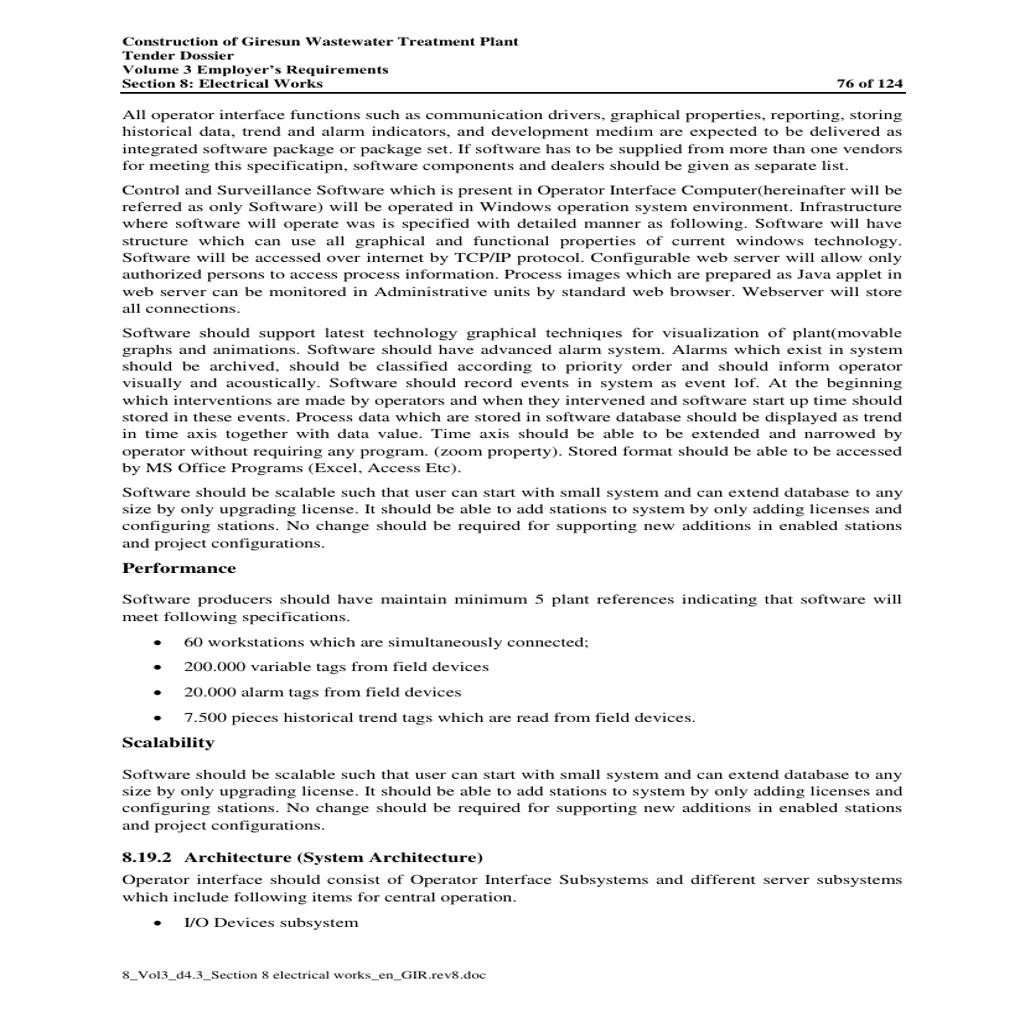 Construction of Giresun Wastewater Treatment Plant
Tender Dossier
Volume 3 Employer's Requirements
Section 8: Electrical Works 76 of 124
All operator interface functions such as communication drivers, graphical properties, reporting, storing
historical data, trend and alarm indicators, and development mediım are expected to be delivered as
integrated software package or package set. If software has to be supplied from more than one vendors
for meeting this specificatipn, software components and dealers should be given as separate list.
Control and Surveillance Software which is present in Operator Interface Computer(hereinafter will be
referred as only Software) will be operated in Windows operation system environment. Infrastructure
where software will operate was is specified with detailed manner as following. Software will have
structure which can use all graphical and functional properties of current windows technology.
Software will be accessed over internet by TCP/IP protocol. Configurable web server will allow only
authorized persons to access process information. Process images which are prepared as Java applet in
web server can be monitored in Administrative units by standard web browser. Webserver will store
all connections.
Software should support latest technology graphical techniqıes for visualization of plant(movable
graphs and animations. Software should have advanced alarm system. Alarms which exist in system
should be archived, should be classified according to priority order and should inform operator
visually and acoustically. Software should record events in system as event lof. At the beginning
which interventions are made by operators and when they intervened and software start up time should
stored in these events. Process data which are stored in software database should be displayed as trend
in time axis together with data value. Time axis should be able to be extended and narrowed by
operator without requiring any program. (zoom property). Stored format should be able to be accessed
by MS Office Programs (Excel, Access Etc).
Software should be scalable such that user can start with small system and can extend database to any
size by only upgrading license. It should be able to add stations to system by only adding licenses and
configuring stations. No change should be required for supporting new additions in enabled stations
and project configurations.
Performance
Software producers should have maintain minimum 5 plant references indicating that software will
meet following specifications.
• 60 workstations which are simultaneously connected;
• 200.000 variable tags from field devices
• 20.000 alarm tags from field devices
• 7.500 pieces historical trend tags which are read from field devices.
Scalability
Software should be scalable such that user can start with small system and can extend database to any
size by only upgrading license. It should be able to add stations to system by only adding licenses and
configuring stations. No change should be required for supporting new additions in enabled stations
and project configurations.
8.19.2 Architecture (System Architecture)
Operator interface should consist of Operator Interface Subsystems and different server subsystems
which include following items for central operation.
• I/O Devices subsystem
8_Vol3_d4.3_Section 8 electrical works_en_GIR.rev8.doc